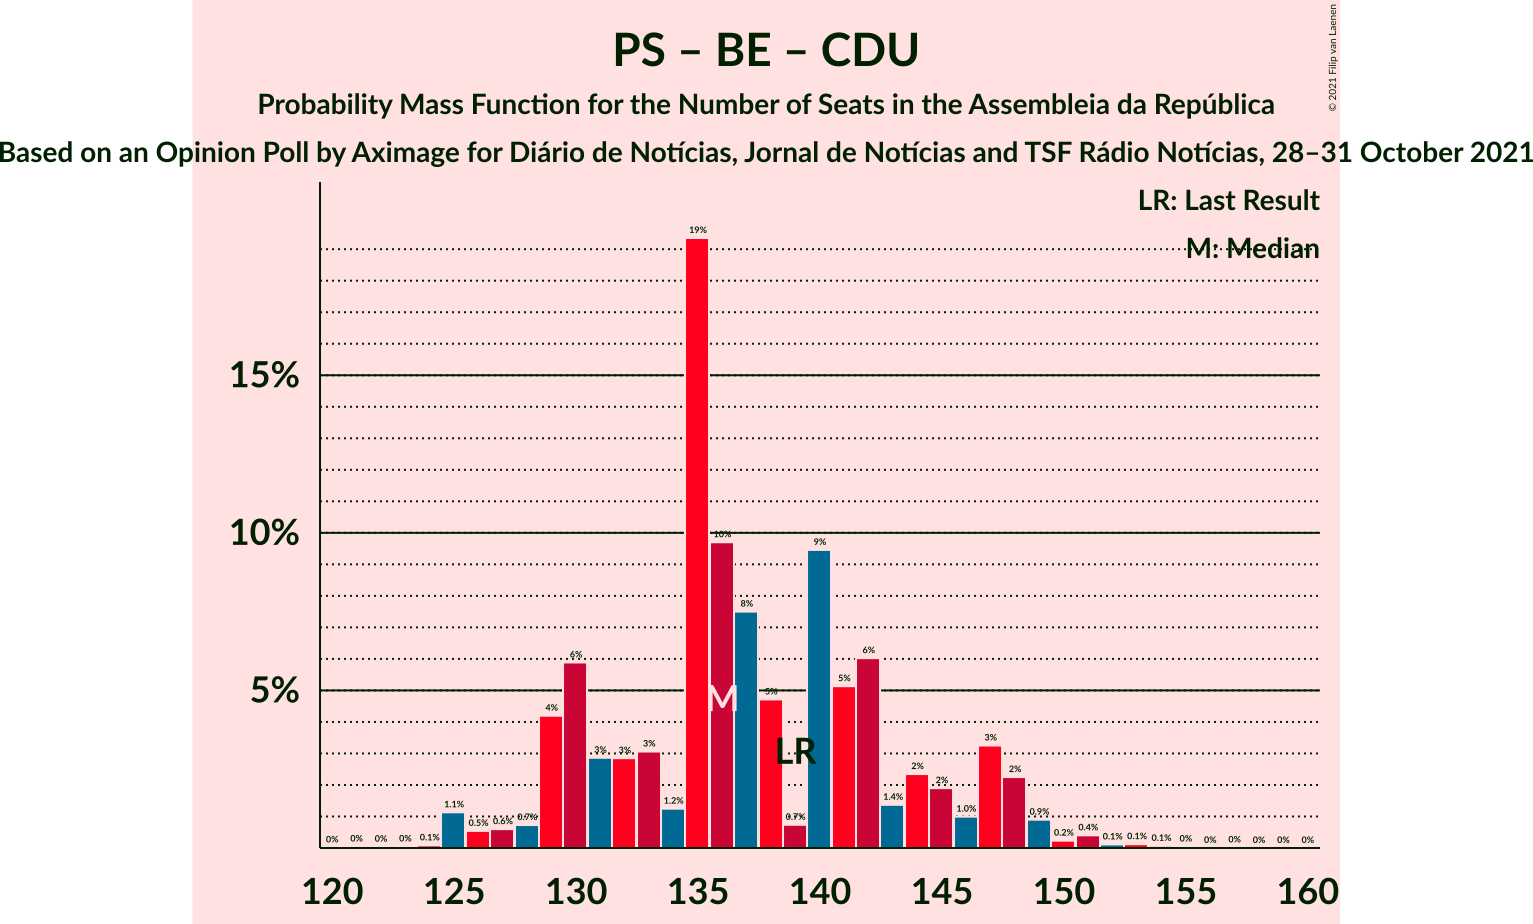 PS – BE – CDU
Probability Mass Function for the Number of Seats in the Assembleia da República
Based on an Opinion Poll by Aximage for Diário de Notícias, Jornal de Notícias and TSF Rádio Notícias, 28–31 October 2021
© 2021 Filip van Laenen
LR: Last Result
M: Median
15%
10%
5%
0% 0% 0% 0% 0.1% 1.1% 0.5% 0.6% 0.7% 4% 6% 3% 3% 3% 1.2% 19% 10% 8% 5% 0.7% 9% 5% 6% 1.4% 2% 2% 1.0% 3% 2% 0.9% 0.2% 0.4% 0.1% 0.1% 0.1% 0% 0% 0% 0% 0% 0%
M
LR
120 125 130 135 140 145 150 155 160